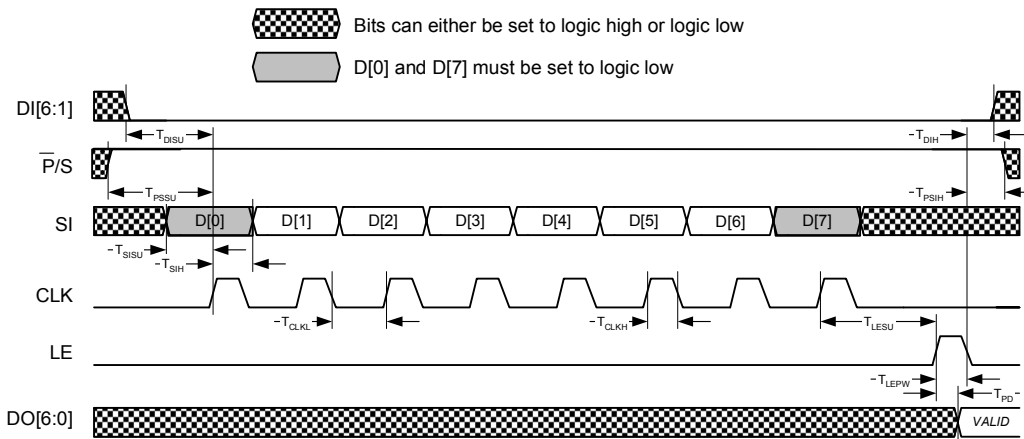 Bits can either be set to logic high or logic low
D[0] and D[7] must be set to logic low
DI[6:1]
T_DISU
T_DIH
P̅/S
T_PSSU
T_PSIH
SI
D[0] D[1] D[2] D[3] D[4] D[5] D[6] D[7]
T_SISU
T_SIH
CLK
T_CLKL
T_CLKH
T_LESU
LE
T_LEPW
T_PD
DO[6:0]
VALID